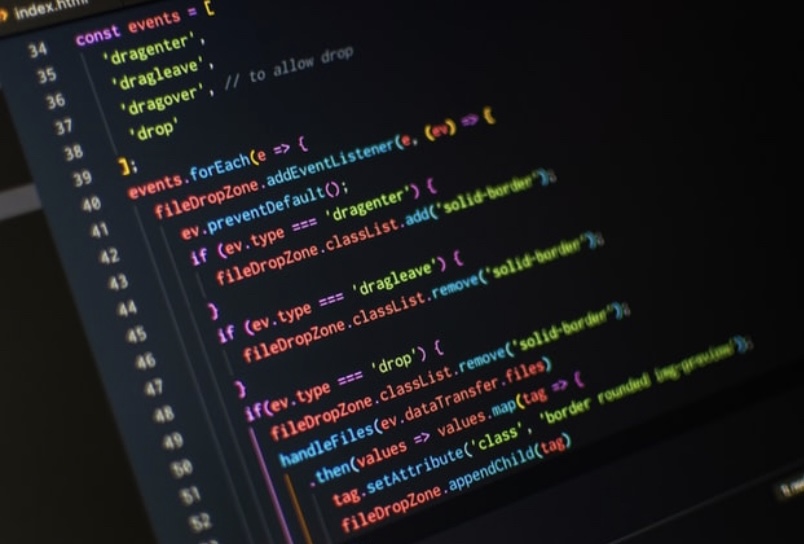 index.html
34 const events = [
35 'dragenter',
36 'dragleave',
37 'dragover', // to allow drop
38 'drop'
39 ];
40 events.forEach(e => {
41 fileDropZone.addEventListener(e, (ev) => {
42 ev.preventDefault();
43 if (ev.type === 'dragenter') {
44 fileDropZone.classList.add('solid-border');
45 }
46 if (ev.type === 'dragleave') {
47 fileDropZone.classList.remove('solid-border');
48 }
49 if(ev.type === 'drop') {
50 fileDropZone.classList.remove('solid-border');
51 handleFiles(ev.dataTransfer.files)
52 .then(values => values.map(tag => {
tag.setAttribute('class', 'border rounded img-preview');
fileDropZone.appendChild(tag)